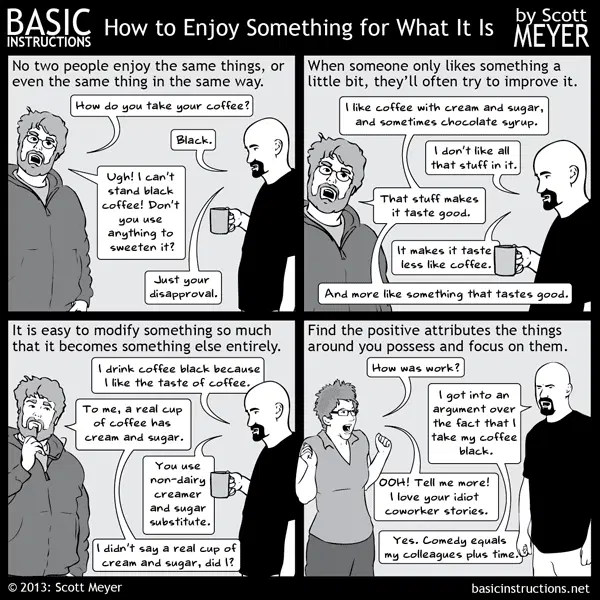 BASIC
INSTRUCTIONS
How to Enjoy Something for What It Is
by Scott
MEYER
No two people enjoy the same things, or
even the same thing in the same way.
How do you take your coffee?
Black.
Ugh! I can't
stand black
coffee! Don't
you use
anything to
sweeten it?
Just your
disapproval.
When someone only likes something a
little bit, they'll often try to improve it.
I like coffee with cream and sugar,
and sometimes chocolate syrup.
I don't like all
that stuff in it.
That stuff makes
it taste good.
It makes it taste
less like coffee.
And more like something that tastes good.
It is easy to modify something so much
that it becomes something else entirely.
I drink coffee black because
I like the taste of coffee.
To me, a real cup
of coffee has
cream and sugar.
You use
non-dairy
creamer
and sugar
substitute.
I didn't say a real cup of
cream and sugar, did I?
Find the positive attributes the things
around you possess and focus on them.
How was work?
I got into an
argument over
the fact that I
take my coffee
black.
OOH! Tell me more!
I love your idiot
coworker stories.
Yes. Comedy equals
my colleagues plus time.
© 2013: Scott Meyer
basicinstructions.net